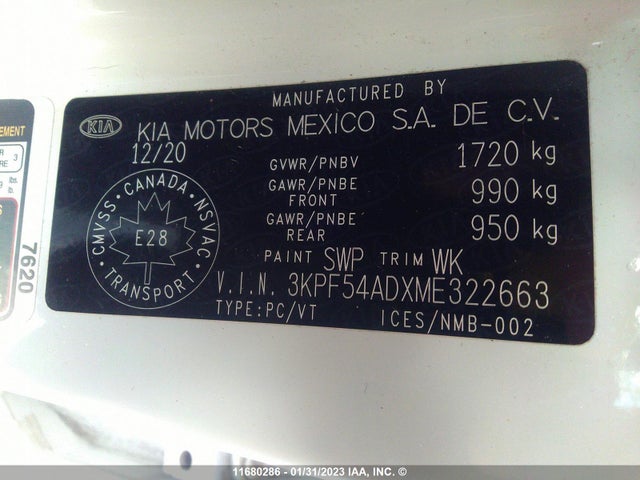 MANUFACTURED BY
KIA KIA MOTORS MEXICO S.A. DE C.V.
12/20
GVWR/PNBV 1720 kg
GAWR/PNBE FRONT 990 kg
GAWR/PNBE REAR 950 kg
PAINT SWP TRIM WK
CMVSS · CANADA · NSVAC · TRANSPORT ·
E28
V.I.N. 3KPF54ADXME322663
TYPE:PC/VT ICES/NMB-002
EMENT
3
7620
11680286 - 01/31/2023 IAA, INC. ©